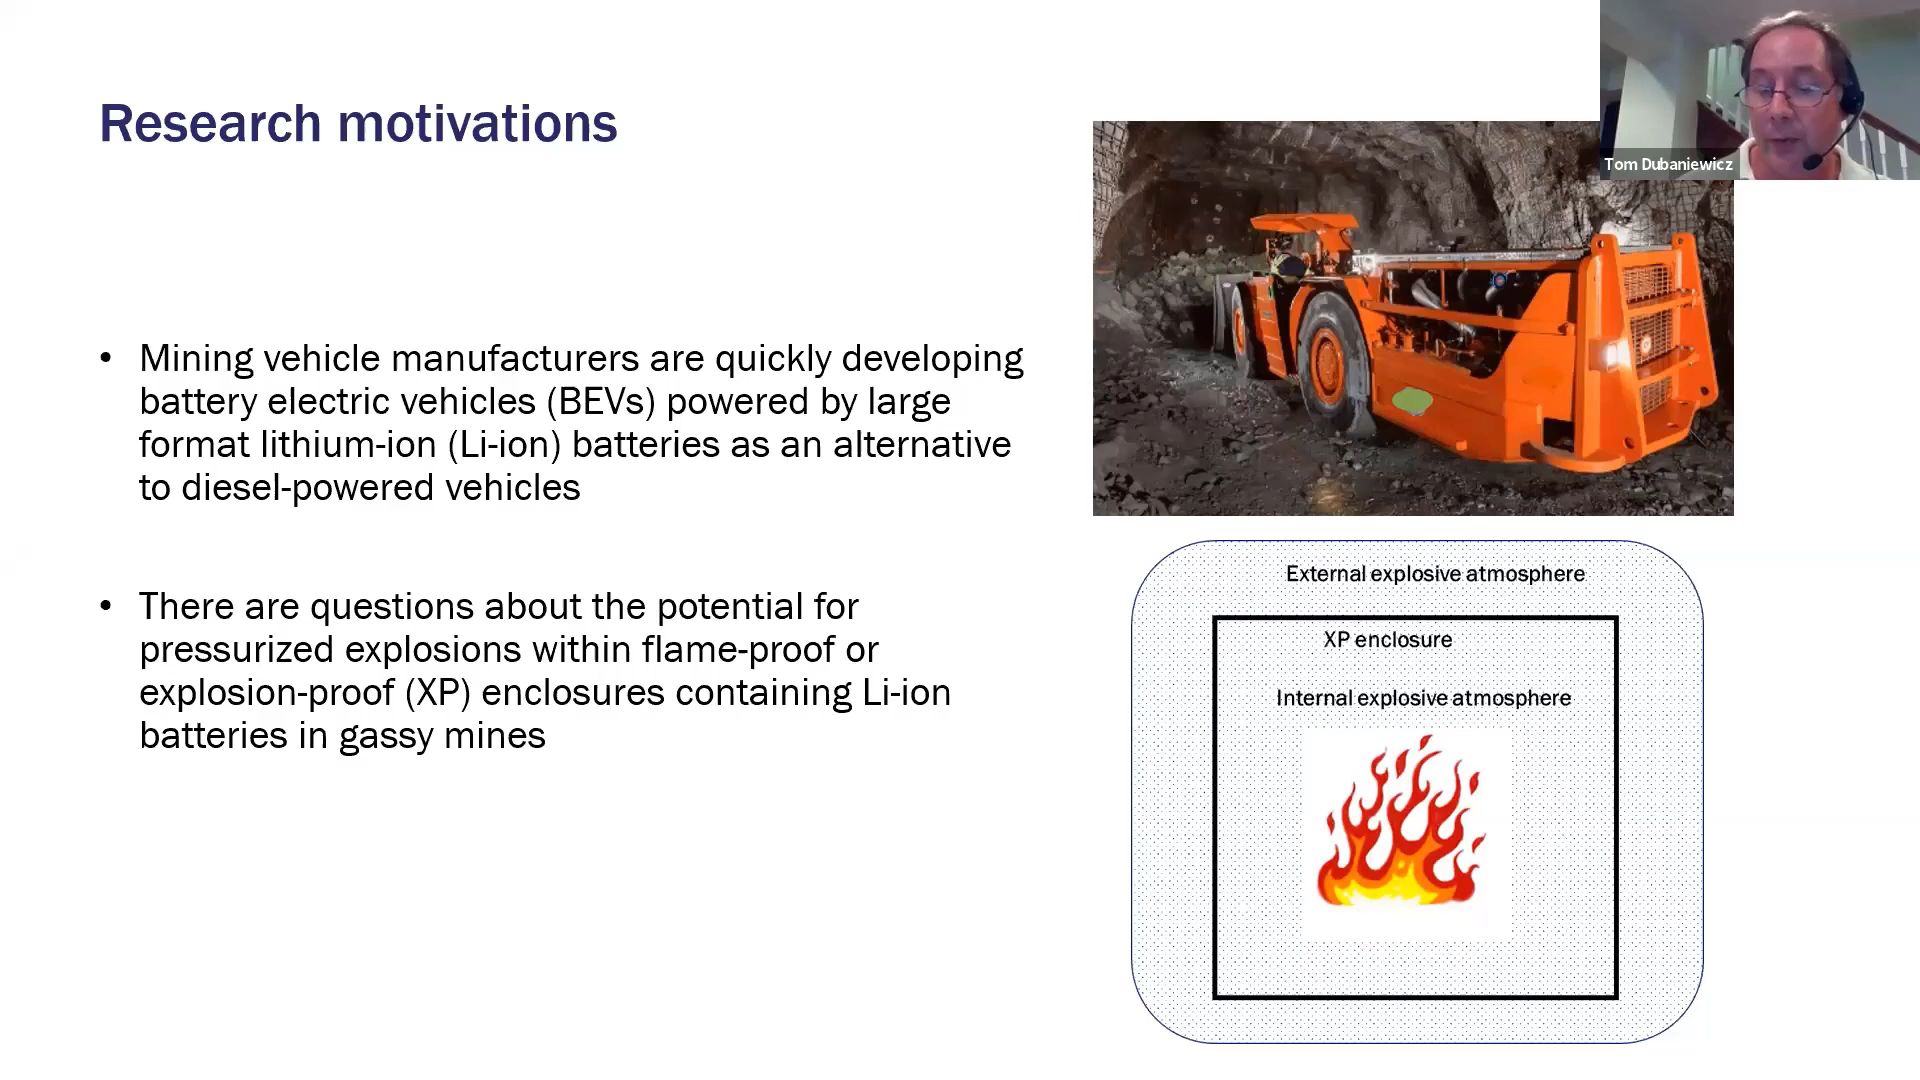 Research motivations
Tom Dubaniewicz
• Mining vehicle manufacturers are quickly developing
battery electric vehicles (BEVs) powered by large
format lithium-ion (Li-ion) batteries as an alternative
to diesel-powered vehicles
• There are questions about the potential for
pressurized explosions within flame-proof or
explosion-proof (XP) enclosures containing Li-ion
batteries in gassy mines
External explosive atmosphere
XP enclosure
Internal explosive atmosphere